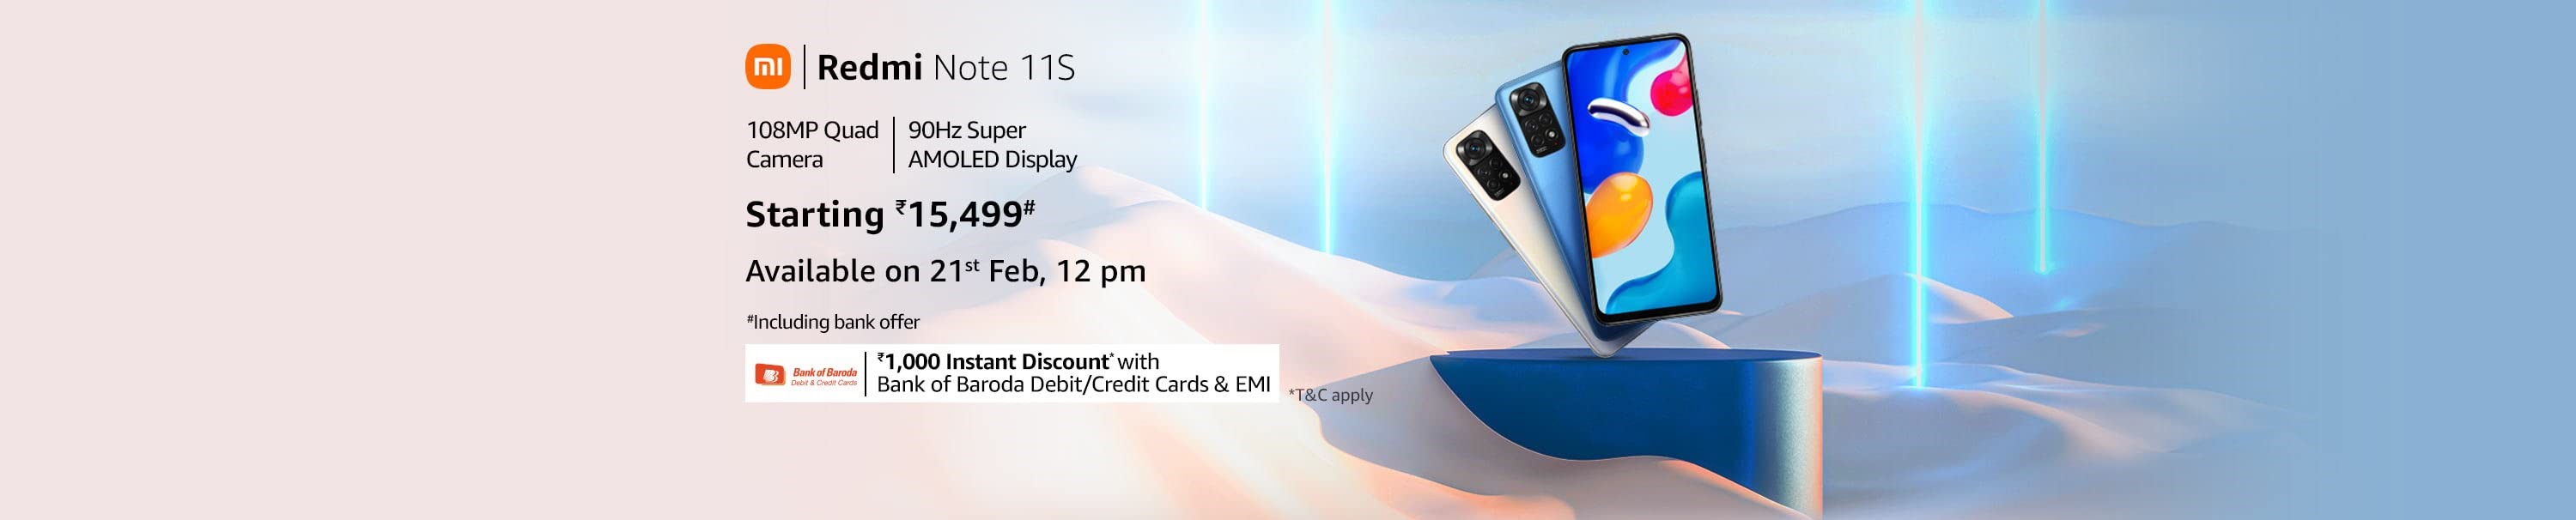 mi | Redmi Note 11S
108MP Quad Camera | 90Hz Super AMOLED Display
Starting ₹15,499#
Available on 21st Feb, 12 pm
#Including bank offer
Bank of Baroda
Debit & Credit Cards
₹1,000 Instant Discount* with
Bank of Baroda Debit/Credit Cards & EMI
*T&C apply